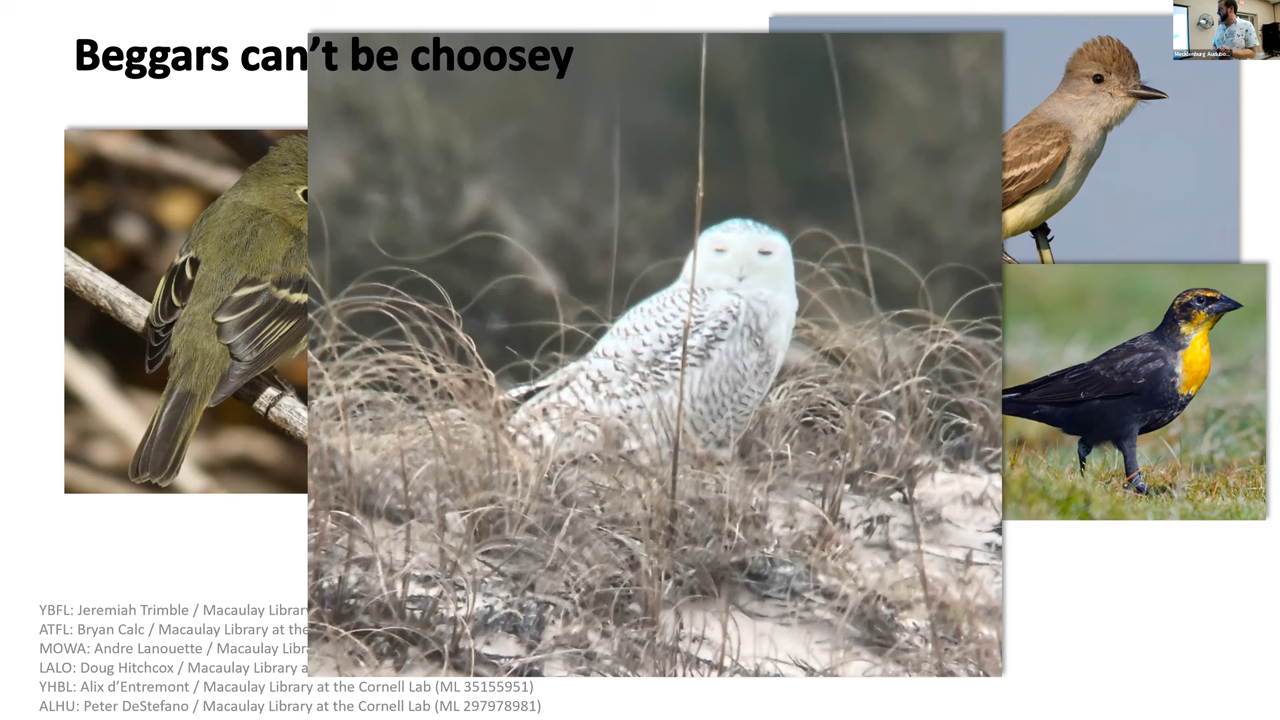 Beggars can’t be choosey
Mecklenburg Audubo...
YBFL: Jeremiah Trimble / Macaulay Library
ATFL: Bryan Calc / Macaulay Library at the
MOWA: Andre Lanouette / Macaulay Libra
LALO: Doug Hitchcox / Macaulay Library a
YHBL: Alix d’Entremont / Macaulay Library at the Cornell Lab (ML 35155951)
ALHU: Peter DeStefano / Macaulay Library at the Cornell Lab (ML 297978981)